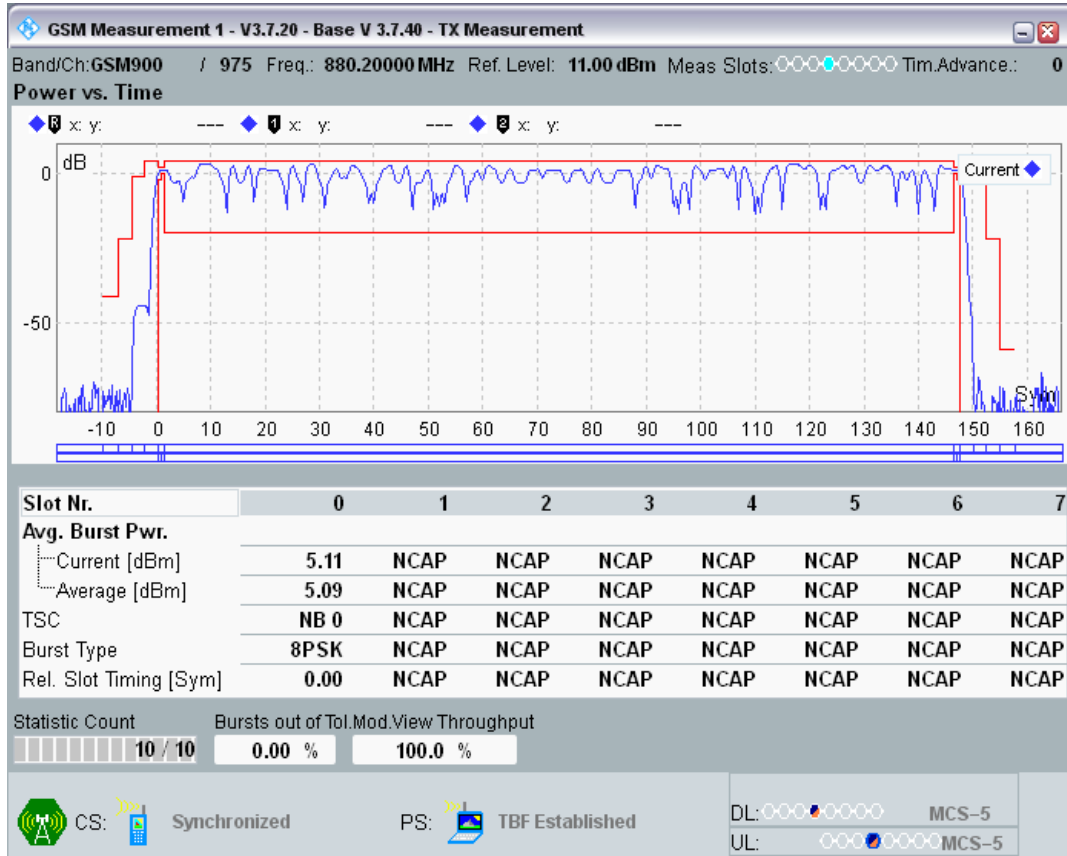 GSM Measurement 1 - V3.7.20 - Base V 3.7.40 - TX Measurement
Band/Ch:GSM900 / 975 Freq.: 880.20000 MHz Ref. Level: 11.00 dBm Meas Slots: Tim.Advance.: 0
Power vs. Time
R x: y: --- 1 x: y: --- 2 x: y: ---
dB
0
Current
-50
Sym
-10 0 10 20 30 40 50 60 70 80 90 100 110 120 130 140 150 160
Slot Nr. 0 1 2 3 4 5 6 7
Avg. Burst Pwr.
Current [dBm] 5.11 NCAP NCAP NCAP NCAP NCAP NCAP NCAP
Average [dBm] 5.09 NCAP NCAP NCAP NCAP NCAP NCAP NCAP
TSC NB 0 NCAP NCAP NCAP NCAP NCAP NCAP NCAP
Burst Type 8PSK NCAP NCAP NCAP NCAP NCAP NCAP NCAP
Rel. Slot Timing [Sym] 0.00 NCAP NCAP NCAP NCAP NCAP NCAP NCAP
Statistic Count Bursts out of Tol.Mod.View Throughput
10 / 10 0.00 % 100.0 %
CS: Synchronized PS: TBF Established DL: MCS-5
UL: MCS-5